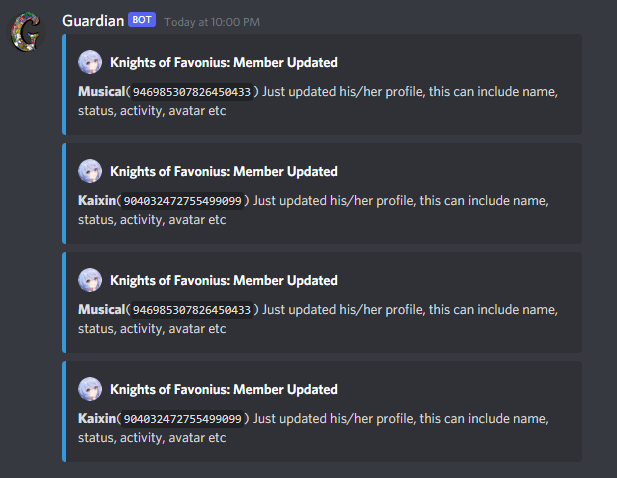 Guardian BOT Today at 10:00 PM
Knights of Favonius: Member Updated
Musical(946985307826450433) Just updated his/her profile, this can include name,
status, activity, avatar etc
Knights of Favonius: Member Updated
Kaixin(904032472755499099) Just updated his/her profile, this can include name,
status, activity, avatar etc
Knights of Favonius: Member Updated
Musical(946985307826450433) Just updated his/her profile, this can include name,
status, activity, avatar etc
Knights of Favonius: Member Updated
Kaixin(904032472755499099) Just updated his/her profile, this can include name,
status, activity, avatar etc